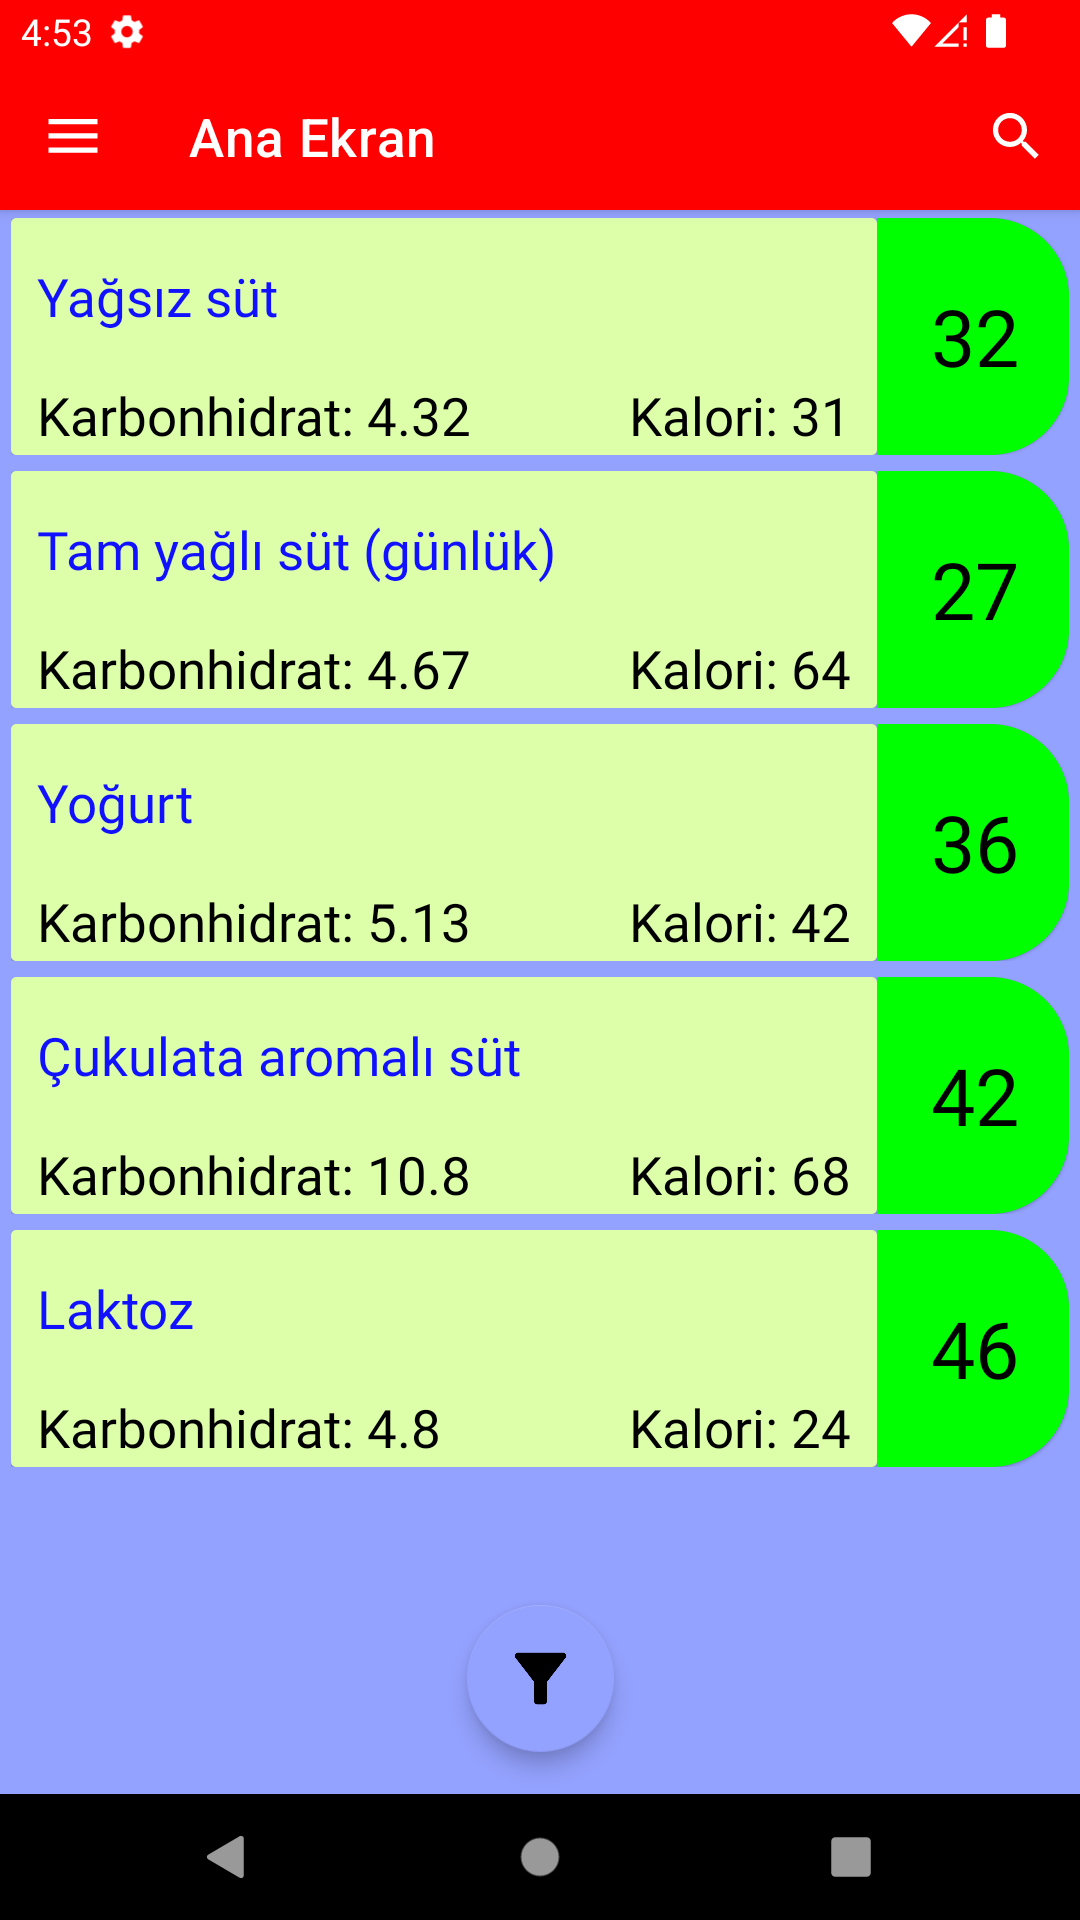 4:53
Ana Ekran
Yağsız süt
32
Karbonhidrat: 4.32 Kalori: 31
Tam yağlı süt (günlük)
27
Karbonhidrat: 4.67 Kalori: 64
Yoğurt
36
Karbonhidrat: 5.13 Kalori: 42
Çukulata aromalı süt
42
Karbonhidrat: 10.8 Kalori: 68
Laktoz
46
Karbonhidrat: 4.8 Kalori: 24